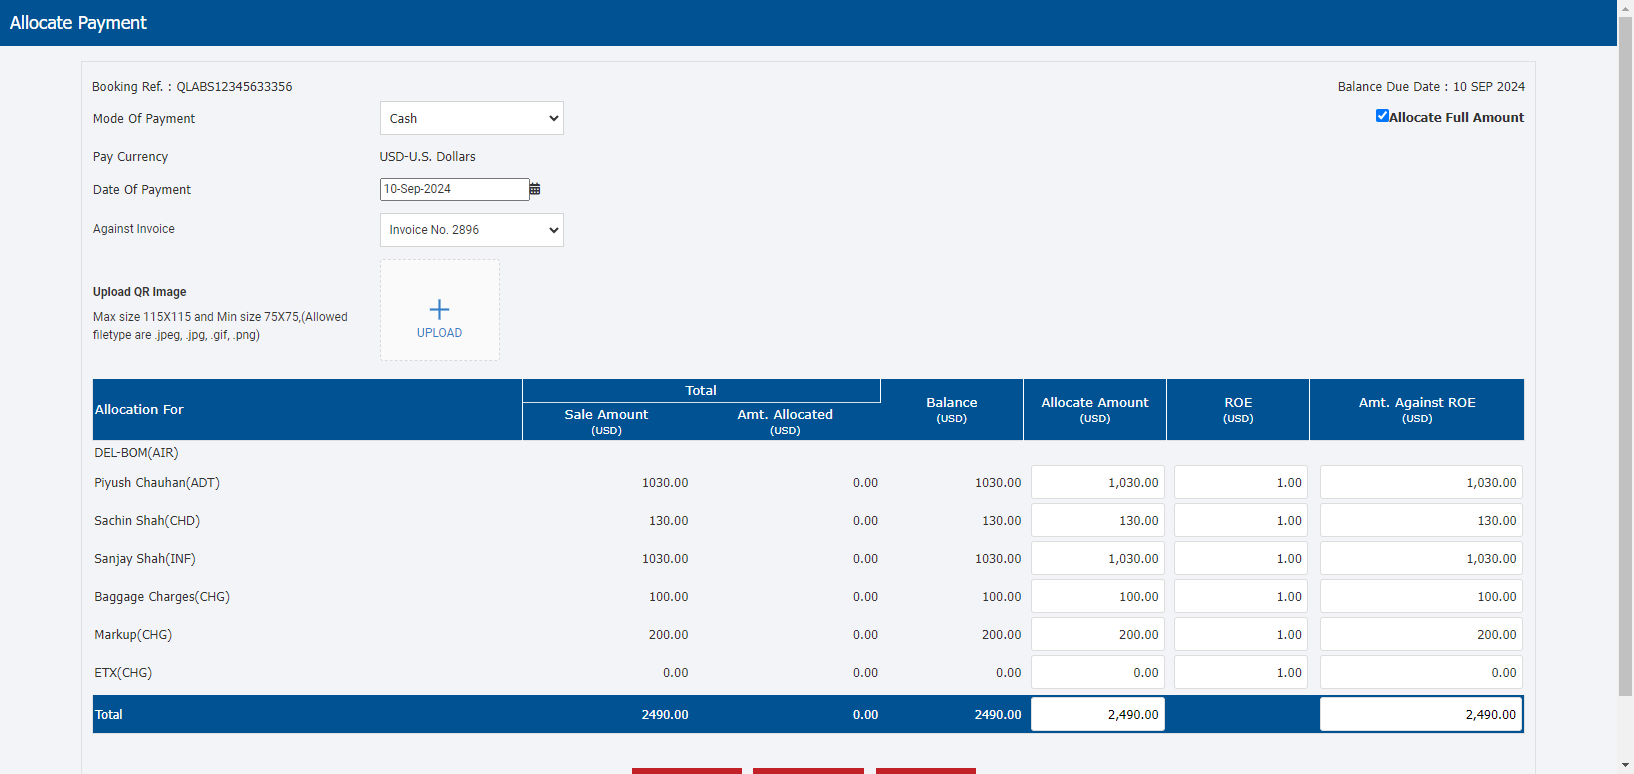 Allocate Payment
Booking Ref. : QLABS12345633356
Balance Due Date : 10 SEP 2024
Mode Of Payment
Cash
Allocate Full Amount
Pay Currency
USD-U.S. Dollars
Date Of Payment
10-Sep-2024
Against Invoice
Invoice No. 2896
Upload QR Image
Max size 115X115 and Min size 75X75,(Allowed
filetype are .jpeg, .jpg, .gif, .png)
UPLOAD
Allocation For
Total
Sale Amount
(USD)
Amt. Allocated
(USD)
Balance
(USD)
Allocate Amount
(USD)
ROE
(USD)
Amt. Against ROE
(USD)
DEL-BOM(AIR)
Piyush Chauhan(ADT) 1030.00 0.00 1030.00 1,030.00 1.00 1,030.00
Sachin Shah(CHD) 130.00 0.00 130.00 130.00 1.00 130.00
Sanjay Shah(INF) 1030.00 0.00 1030.00 1,030.00 1.00 1,030.00
Baggage Charges(CHG) 100.00 0.00 100.00 100.00 1.00 100.00
Markup(CHG) 200.00 0.00 200.00 200.00 1.00 200.00
ETX(CHG) 0.00 0.00 0.00 0.00 1.00 0.00
Total 2490.00 0.00 2490.00 2,490.00 2,490.00